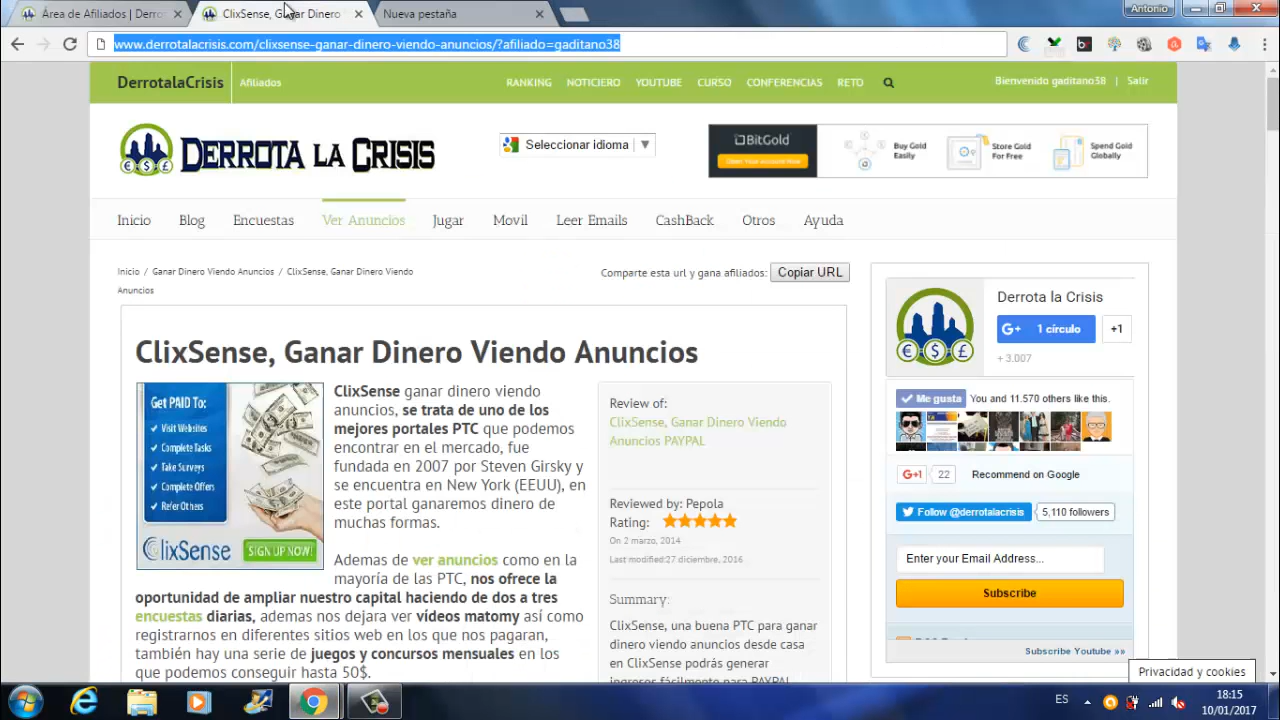 Área de Afiliados | Derro
ClixSense, Ganar Dinero
Nueva pestaña
Antonio
www.derrotalacrisis.com/clixsense-ganar-dinero-viendo-anuncios/?afiliado=gaditano38
DerrotalaCrisis
Afiliados
RANKING
NOTICIERO
YOUTUBE
CURSO
CONFERENCIAS
RETO
Bienvenido gaditano38 | Salir
DERROTA LA CRISIS
Seleccionar idioma
BitGold
Open Your Account Now
Buy Gold
Easily
Store Gold
For Free
Spend Gold
Globally
Inicio
Blog
Encuestas
Ver Anuncios
Jugar
Movil
Leer Emails
CashBack
Otros
Ayuda
Inicio / Ganar Dinero Viendo Anuncios / ClixSense, Ganar Dinero Viendo
Anuncios
Comparte esta url y gana afiliados:
Copiar URL
ClixSense, Ganar Dinero Viendo Anuncios
Get PAID To:
Visit Websites
Complete Tasks
Take Surveys
Complete Offers
Refer Others
ClixSense
SIGN UP NOW!
ClixSense ganar dinero viendo
anuncios, se trata de uno de los
mejores portales PTC que podemos
encontrar en el mercado, fue
fundada en 2007 por Steven Girsky y
se encuentra en New York (EEUU), en
este portal ganaremos dinero de
muchas formas.
Ademas de ver anuncios como en la
mayoría de las PTC, nos ofrece la
oportunidad de ampliar nuestro capital haciendo de dos a tres
encuestas diarias, ademas nos dejara ver vídeos matomy así como
registrarnos en diferentes sitios web en los que nos pagaran,
también hay una serie de juegos y concursos mensuales en los
que podemos conseguir hasta 50$.
Review of:
ClixSense, Ganar Dinero Viendo
Anuncios PAYPAL
Reviewed by: Pepola
Rating:
On 2 marzo, 2014
Last modified:27 diciembre, 2016
Summary:
ClixSense, una buena PTC para ganar
dinero viendo anuncios desde casa
en ClixSense podrás generar
ingresos fácilmente para PAYPAL
Derrota la Crisis
G+ 1 círculo
+1
+ 3.007
Me gusta
You and 11.570 others like this.
G+1
22
Recommend on Google
Follow @derrotalacrisis
5,110 followers
Enter your Email Address...
Subscribe
Subscribe Youtube »»
Privacidad y cookies
ES
18:15
10/01/2017